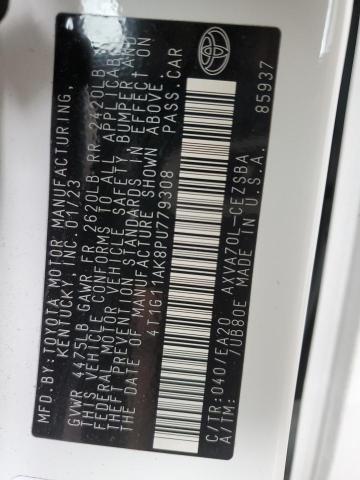 MFD. BY: TOYOTA MOTOR MANUFACTURING,
KENTUCKY, INC. 01/23
GVWR 4475LB GAWR FR 2620LB RR 2420LB
THIS VEHICLE CONFORMS TO ALL APPLICABLE
FEDERAL MOTOR VEHICLE SAFETY BUMPER AND
THEFT PREVENTION STANDARDS IN EFFECT ON
THE DATE OF MANUFACTURE SHOWN ABOVE.
4T1G11AK8PU779308 PASS. CAR
C/TR: 040/EA20 AXVA70L-CEZSBA
A/TM: /UB80E MADE IN U.S.A. 85937